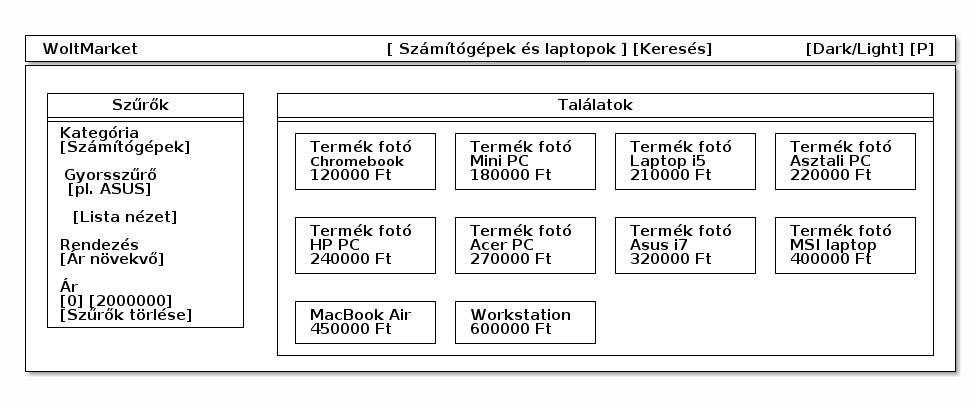 WoltMarket [ Számítógépek és laptopok ] [Keresés] [Dark/Light] [P]
Szűrők
Kategória
[Számítógépek]
Gyorsszűrő
[pl. ASUS]
[Lista nézet]
Rendezés
[Ár növekvő]
Ár
[0] [2000000]
[Szűrők törlése]
Találatok
Termék fotó
Chromebook
120000 Ft
Termék fotó
Mini PC
180000 Ft
Termék fotó
Laptop i5
210000 Ft
Termék fotó
Asztali PC
220000 Ft
Termék fotó
HP PC
240000 Ft
Termék fotó
Acer PC
270000 Ft
Termék fotó
Asus i7
320000 Ft
Termék fotó
MSI laptop
400000 Ft
MacBook Air
450000 Ft
Workstation
600000 Ft